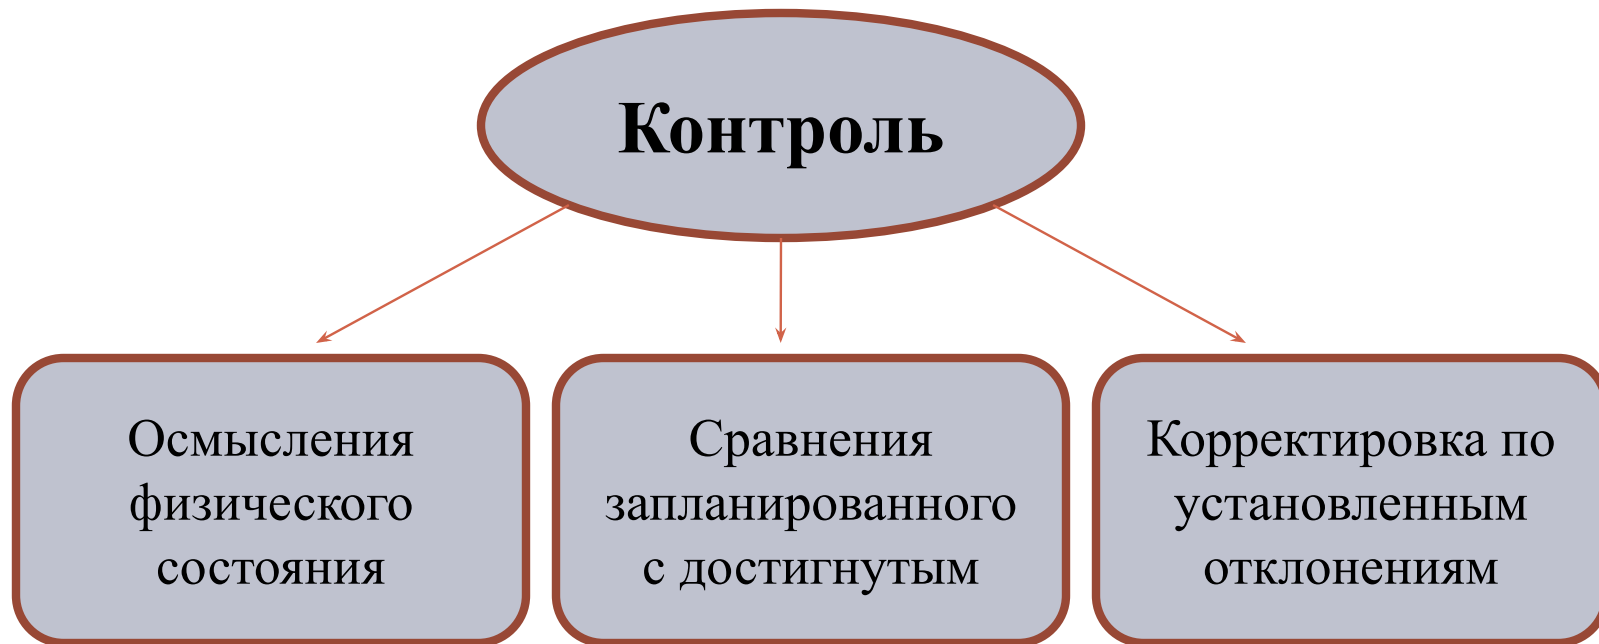 Контроль
Осмысления
физического
состояния
Сравнения
запланированного
с достигнутым
Корректировка по
установленным
отклонениям